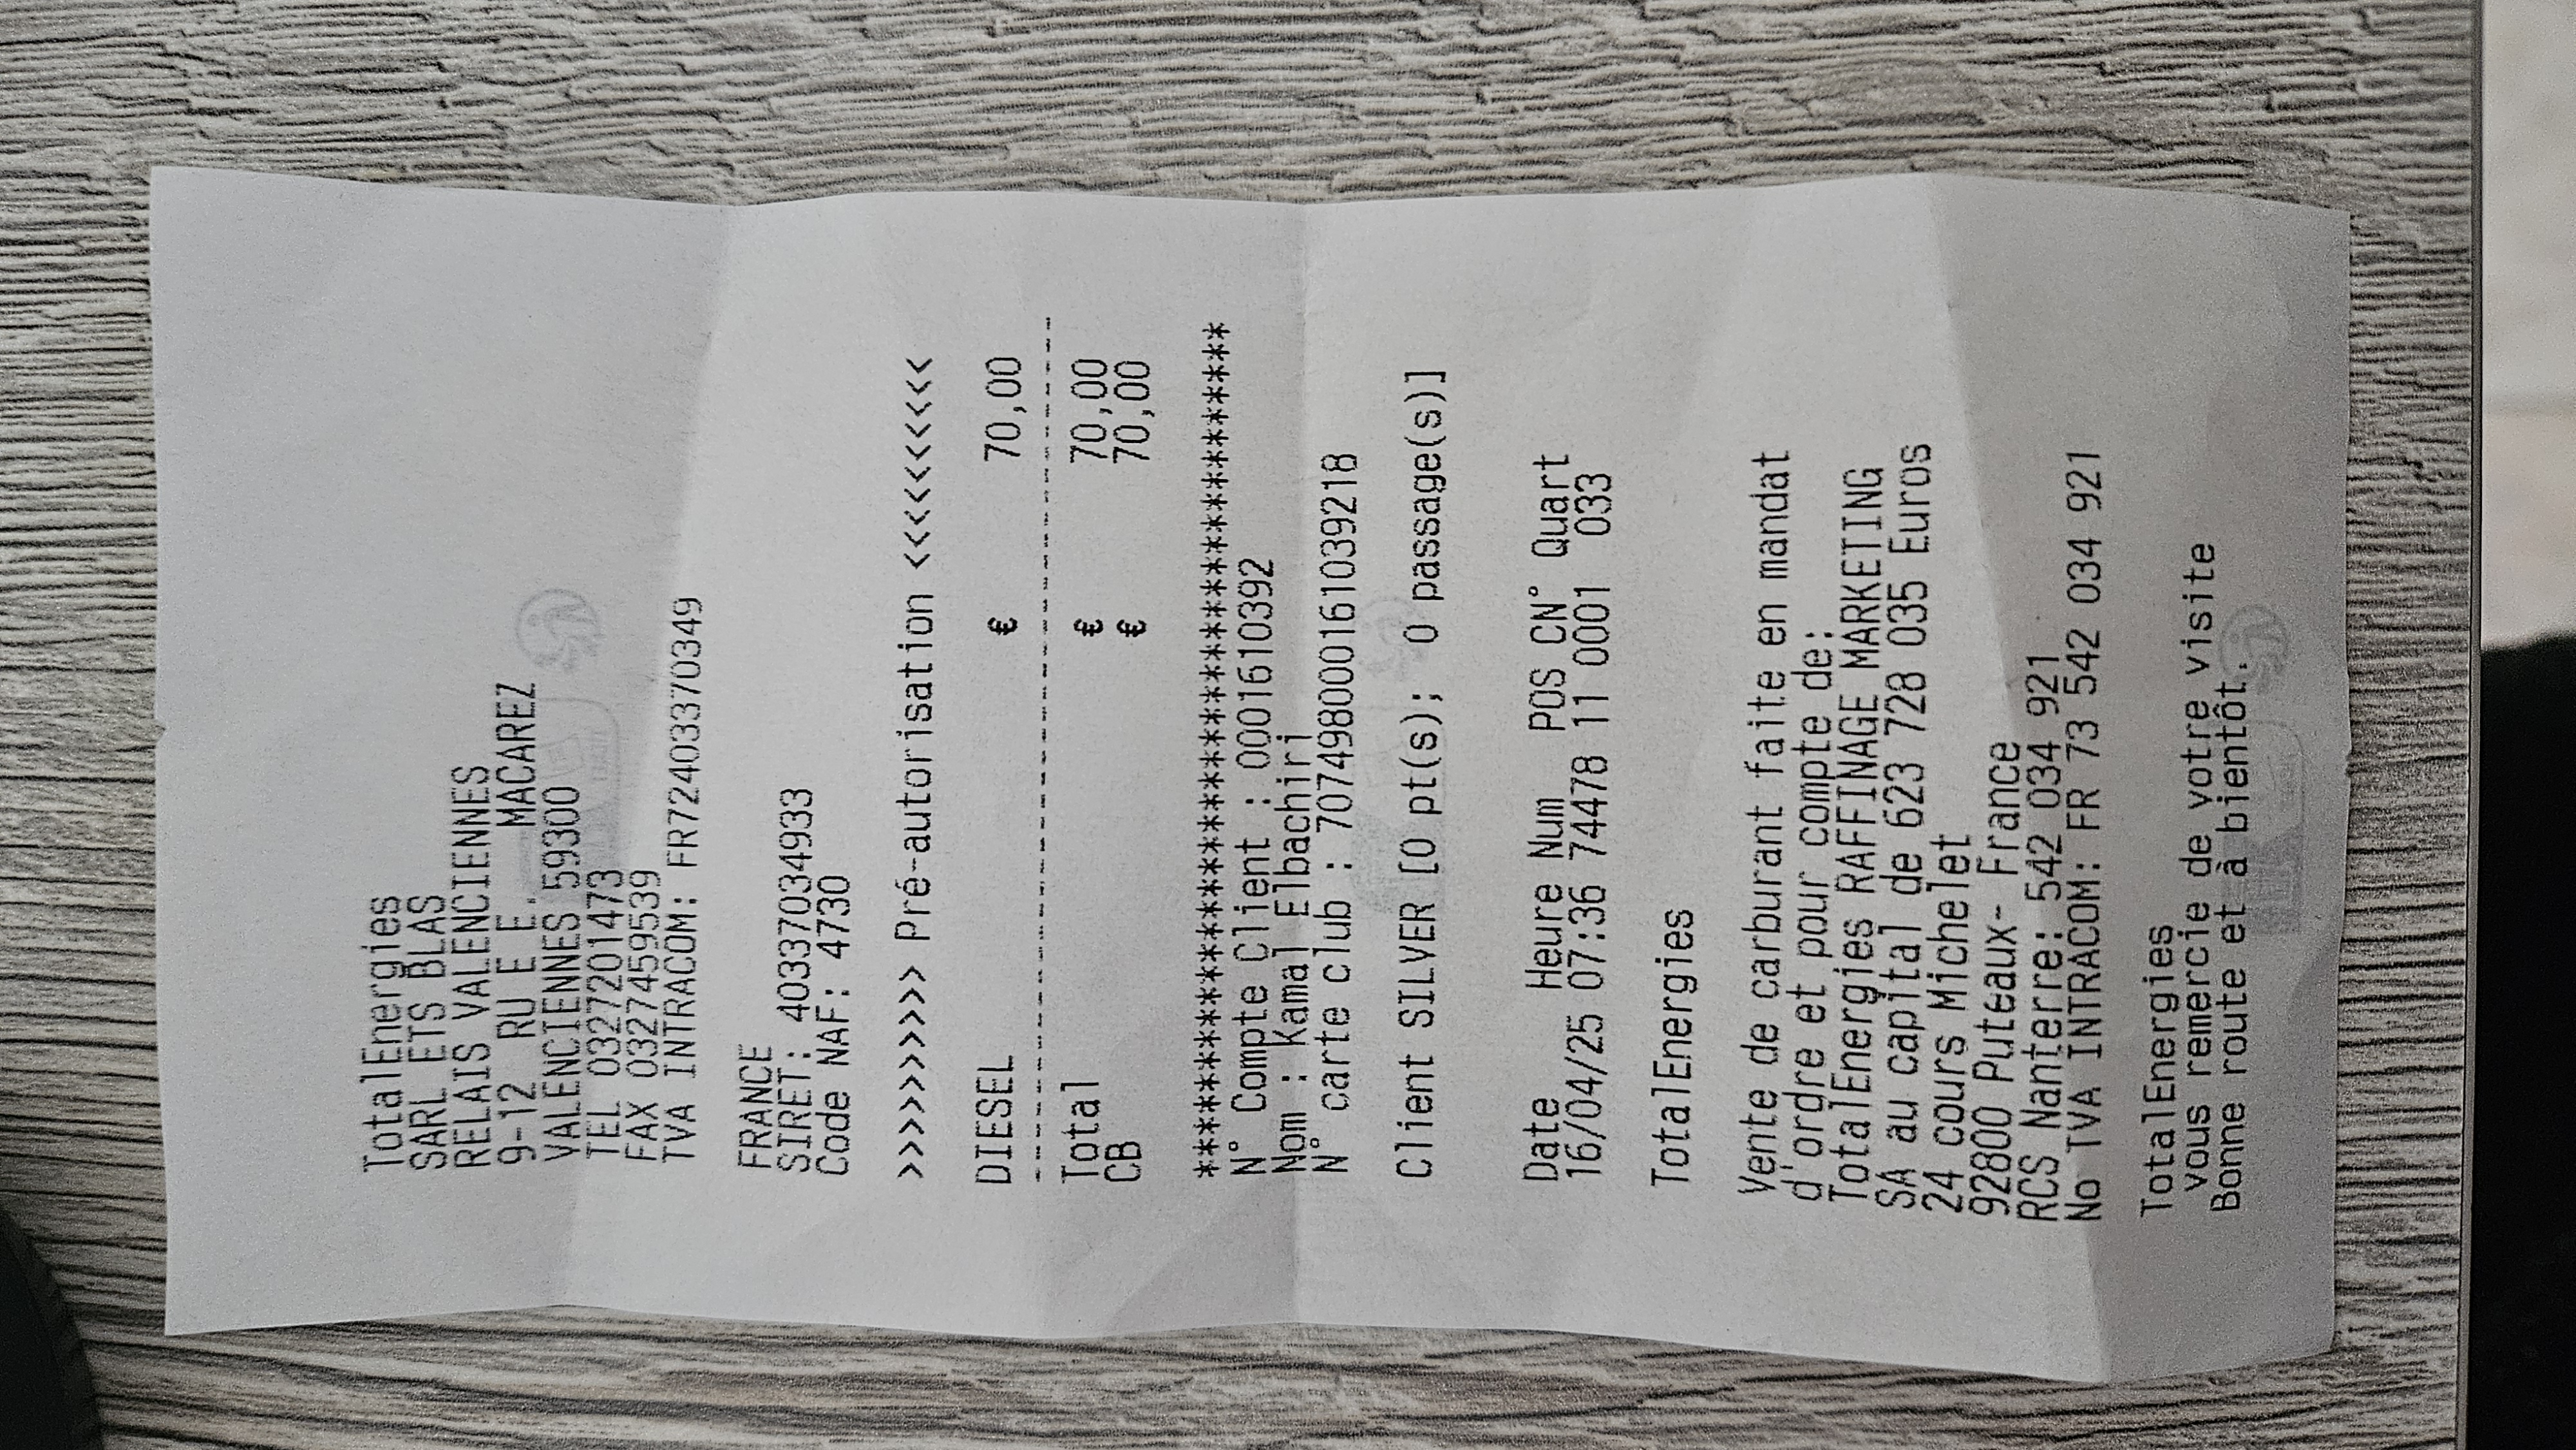 TotalEnergies
SARL ETS BLAS
RELAIS VALENCIENNES
9-12 RU E E. MACAREZ
VALENCIENNES 59300
TEL 0327201473
FAX 0327459539
TVA INTRACOM: FR72403370349
FRANCE
SIRET: 40337034933
Code NAF: 4730
>>>>>>>>>> Pré-autorisation <<<<<<<<<<
DIESEL € 70,00
Total € 70,00
CB € 70,00
****************************************
N° Compte Client : 0001610392
Nom : Kamal Elbachiri
N° carte club : 707498000161039218
Client SILVER [0 pt(s); 0 passage(s)]
Date Heure Num POS CN° Quart
16/04/25 07:36 74478 11 0001 033
TotalEnergies
Vente de carburant faite en mandat
d'ordre et pour compte de:
TotalEnergies RAFFINAGE MARKETING
SA au capital de 623 728 035 Euros
24 cours Michelet
92800 Puteaux- France
RCS Nanterre: 542 034 921
No TVA INTRACOM: FR 73 542 034 921
TotalEnergies
vous remercie de votre visite
Bonne route et à bientôt.